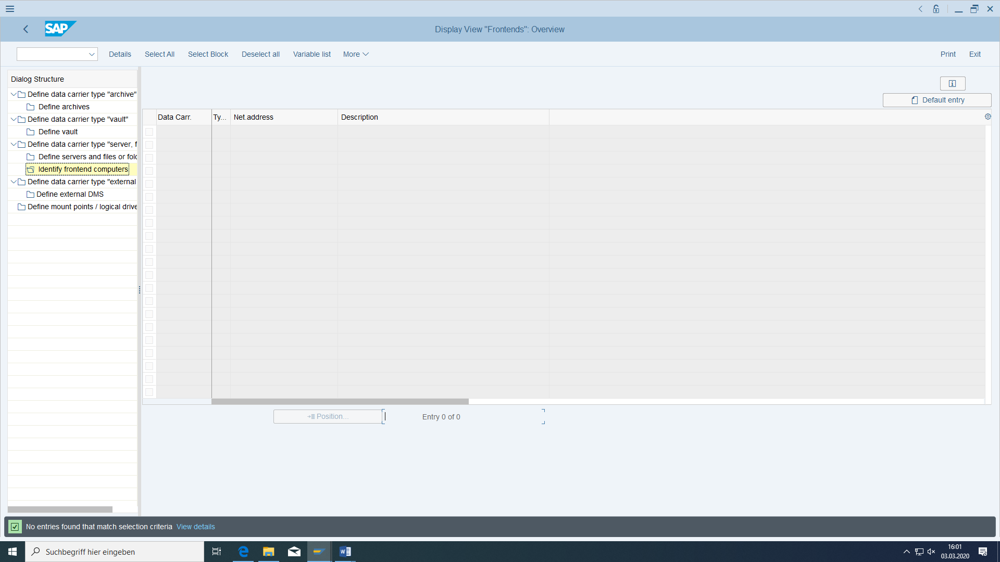 SAP
Display View "Frontends": Overview
Details Select All Select Block Deselect all Variable list More Print Exit
Dialog Structure
Define data carrier type "archive"
Define archives
Define data carrier type "vault"
Define vault
Define data carrier type "server, f
Define servers and files or fold
Identify frontend computers
Define data carrier type "external
Define external DMS
Define mount points / logical drive
Default entry
Data Carr. Ty... Net.address Description
Position... Entry 0 of 0
No entries found that match selection criteria View details
Suchbegriff hier eingeben
16:01
03.03.2020